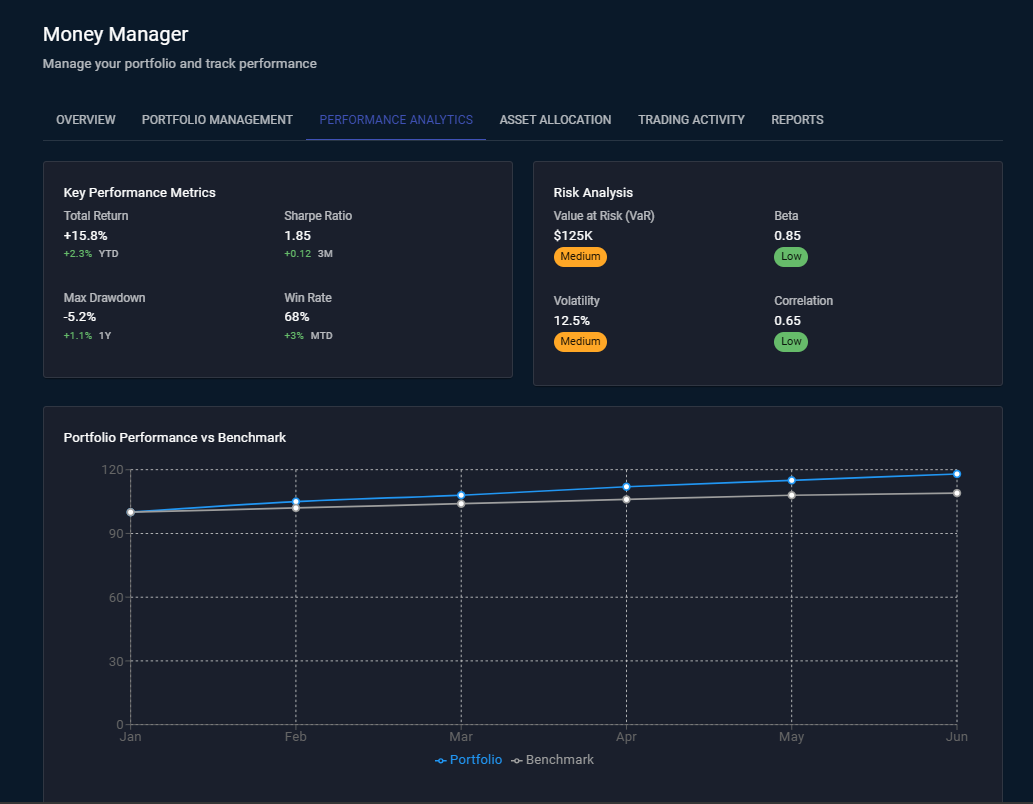 Money Manager
Manage your portfolio and track performance
OVERVIEW PORTFOLIO MANAGEMENT PERFORMANCE ANALYTICS ASSET ALLOCATION TRADING ACTIVITY REPORTS
Key Performance Metrics
Total Return Sharpe Ratio
+15.8% 1.85
+2.3% YTD +0.12 3M
Max Drawdown Win Rate
-5.2% 68%
+1.1% 1Y +3% MTD
Risk Analysis
Value at Risk (VaR) Beta
$125K 0.85
Medium Low
Volatility Correlation
12.5% 0.65
Medium Low
Portfolio Performance vs Benchmark
120
90
60
30
0
Jan Feb Mar Apr May Jun
Portfolio Benchmark